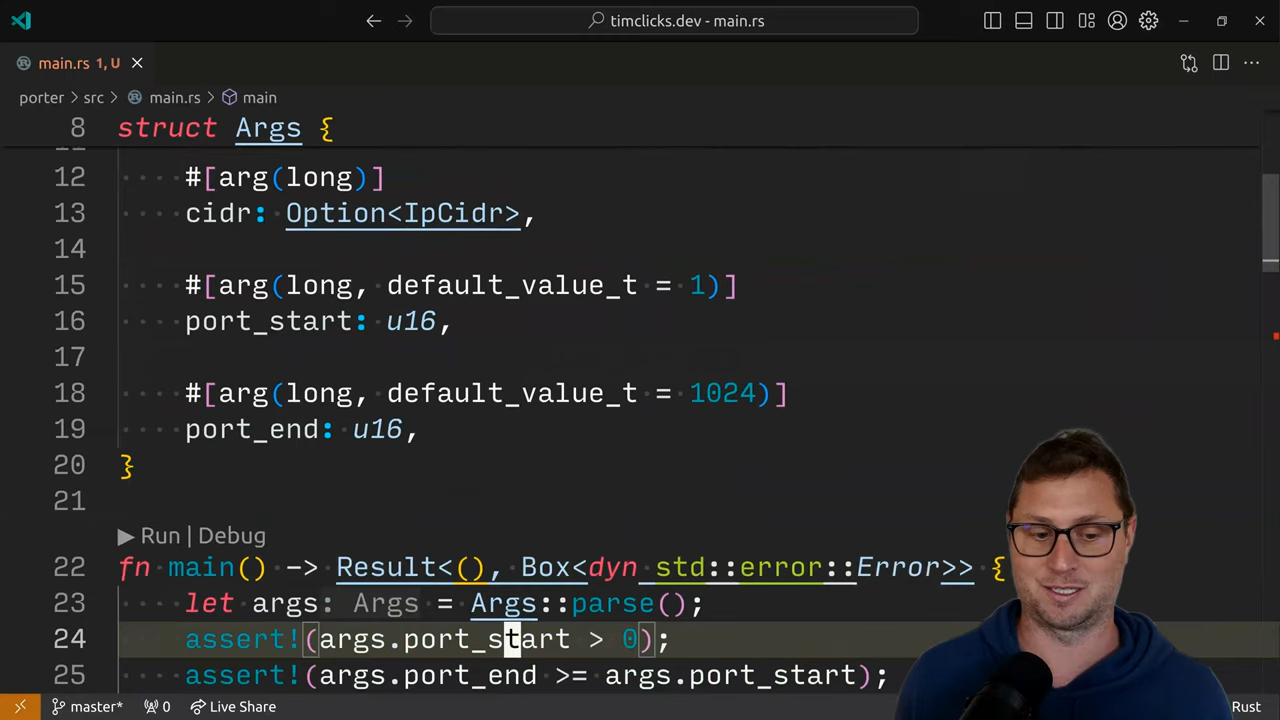 timclicks.dev - main.rs
main.rs 1, U
porter > src > main.rs > main
8 struct Args {
12 #[arg(long)]
13 cidr: Option<IpCidr>,
14
15 #[arg(long, default_value_t = 1)]
16 port_start: u16,
17
18 #[arg(long, default_value_t = 1024)]
19 port_end: u16,
20 }
21
Run | Debug
22 fn main() -> Result<(), Box<dyn std::error::Error>> {
23 let args: Args = Args::parse();
24 assert!(args.port_start > 0);
25 assert!(args.port_end >= args.port_start);
master* 0 Live Share Rust